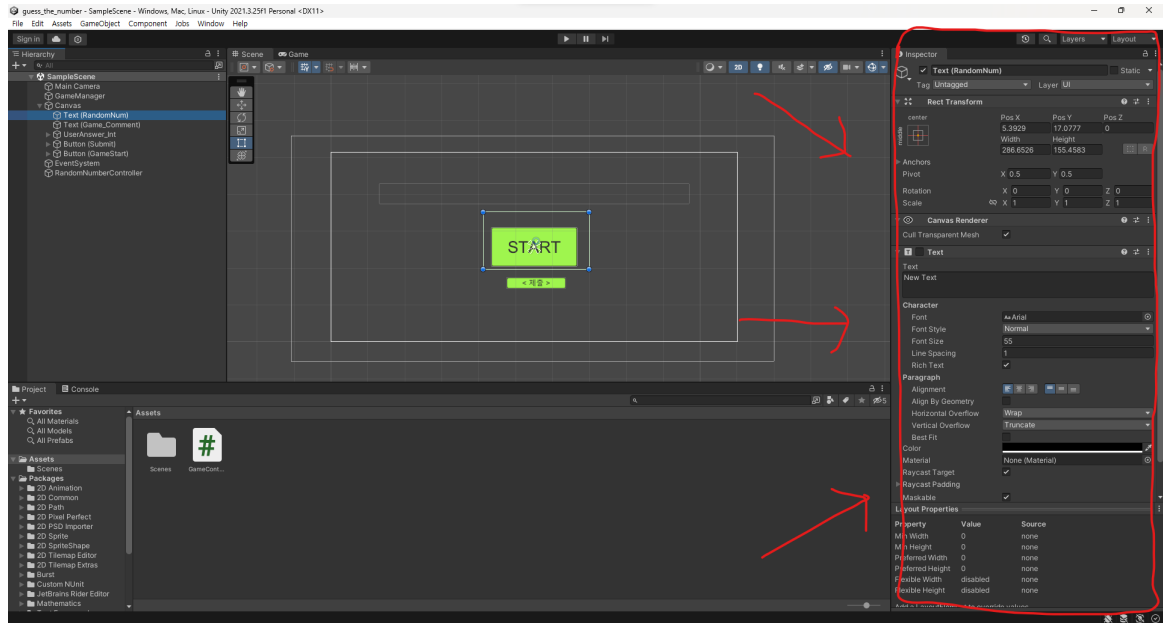 guess_the_number - SampleScene - Windows, Mac, Linux - Unity 2021.3.25f1 Personal <DX11>
File Edit Assets GameObject Component Jobs Window Help
Sign in
Layers Layout
Hierarchy
All
SampleScene
Main Camera
GameManager
Canvas
Text (RandomNum)
Text (Game_Comment)
UserAnswer_Int
Button (Submit)
Button (GameStart)
EventSystem
RandomNumberController
Scene Game
2D
START
< 제출 >
Project Console
5
Favorites
All Materials
All Models
All Prefabs
Assets
Scenes
Packages
2D Animation
2D Common
2D Path
2D Pixel Perfect
2D PSD Importer
2D Sprite
2D SpriteShape
2D Tilemap Editor
2D Tilemap Extras
Burst
Custom NUnit
JetBrains Rider Editor
Mathematics
Assets
#
Scenes GameCont...
Inspector
Text (RandomNum) Static
Tag Untagged Layer UI
Rect Transform
center Pos X Pos Y Pos Z
middle 5.3929 17.0777 0
Width Height
286.6526 155.4583 R
Anchors
Pivot X 0.5 Y 0.5
Rotation X 0 Y 0 Z 0
Scale X 1 Y 1 Z 1
Canvas Renderer
Cull Transparent Mesh
T Text
Text
New Text
Character
Font Aa Arial
Font Style Normal
Font Size 55
Line Spacing 1
Rich Text
Paragraph
Alignment
Align By Geometry
Horizontal Overflow Wrap
Vertical Overflow Truncate
Best Fit
Color
Material None (Material)
Raycast Target
Raycast Padding
Maskable
Layout Properties
Property Value Source
Min Width 0 none
Min Height 0 none
Preferred Width 0 none
Preferred Height 0 none
Flexible Width disabled none
Flexible Height disabled none